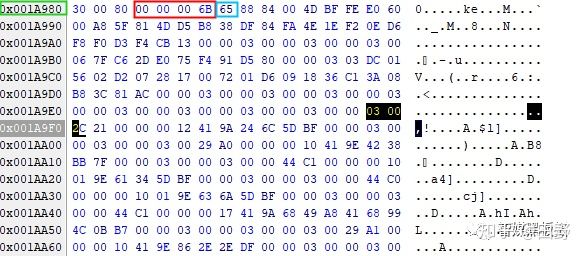 0x001A980 30 00 80 00 00 00 6B 65 88 84 00 4D BF FE E0 60 0.....ke...M...`
0x001A990 00 A8 5F 81 4D D5 B8 38 DF 84 FA 4E 1E F2 0E D6 .._.M..8...N....
0x001A9A0 F8 F0 D3 F4 CB 13 00 00 03 00 00 03 00 00 03 00 ................
0x001A9B0 06 7F C6 2D E0 75 F4 91 D5 80 00 00 03 03 DC 01 ...-.u..........
0x001A9C0 56 02 D2 07 28 17 00 72 01 D6 09 18 36 C1 3A 08 V...(..r....6.:.
0x001A9D0 B8 3C 81 AC 00 00 03 00 00 03 00 00 03 00 00 03 .<..............
0x001A9E0 00 00 03 00 00 03 00 00 03 00 00 03 00 00 03 00 ................
0x001A9F0 2C 21 00 00 00 12 41 9A 24 6C 5D BF 00 00 03 00 ,!....A.$l].....
0x001AA00 00 03 00 00 03 00 29 A0 00 00 00 10 41 9E 42 38 ......).....A.B8
0x001AA10 BB 7F 00 00 03 00 00 03 00 00 44 C1 00 00 00 10 ..........D.....
0x001AA20 01 9E 61 34 5D BF 00 00 03 00 00 03 00 00 44 C0 ..a4].........D.
0x001AA30 00 00 00 10 01 9E 63 6A 5D BF 00 00 03 00 00 03 ......cj].......
0x001AA40 00 00 44 C1 00 00 00 17 41 9A 68 49 A8 41 68 99 ..D.....A.hI.Ah.
0x001AA50 4C 0B B7 00 00 03 00 00 03 00 00 03 00 29 A1 00 L............)..
0x001AA60 00 00 10 41 9E 86 2E 2E DF 00 00 03 00 00 03 00 ...A............